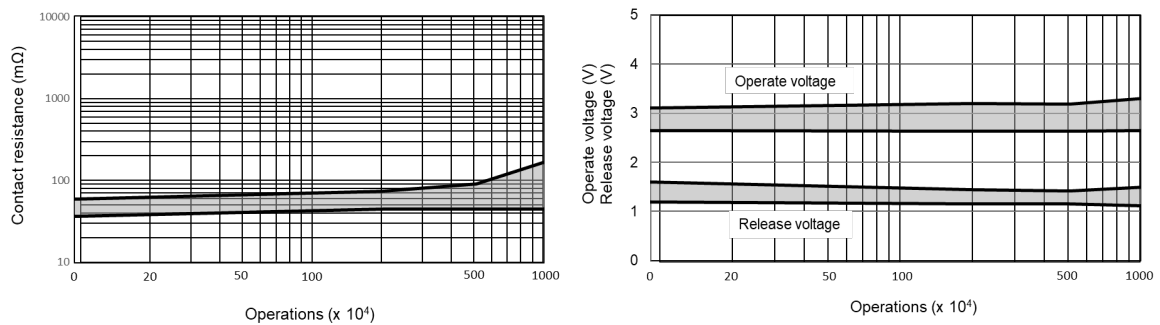 10000
1000
100
10
Contact resistance (mΩ)
0 20 50 100 500 1000
Operations (x 10⁴)
5
4
3
2
1
0
Operate voltage (V)
Release voltage (V)
Operate voltage
Release voltage
0 20 50 100 500 1000
Operations (x 10⁴)